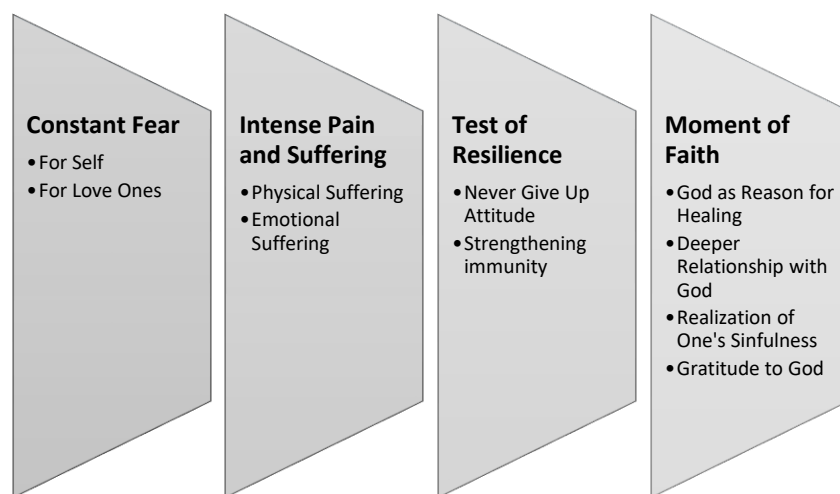 Constant Fear
•For Self
•For Love Ones
Intense Pain
and Suffering
•Physical Suffering
•Emotional
Suffering
Test of
Resilience
•Never Give Up
Attitude
•Strengthening
immunity
Moment of
Faith
•God as Reason for
Healing
•Deeper
Relationship with
God
•Realization of
One's Sinfulness
•Gratitude to God